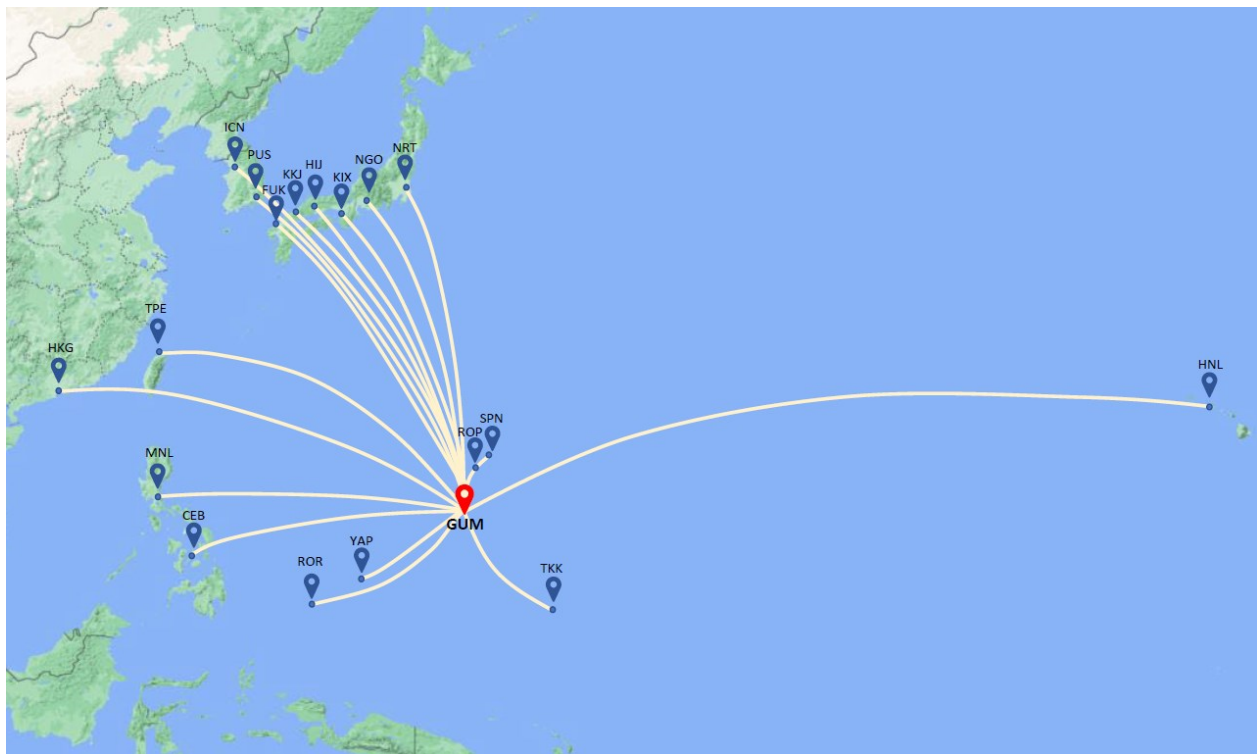 ICN
PUS
FUK
KKJ
HIJ
KIX
NGO
NRT
TPE
HKG
HNL
SPN
ROP
MNL
GUM
CEB
YAP
ROR
TKK